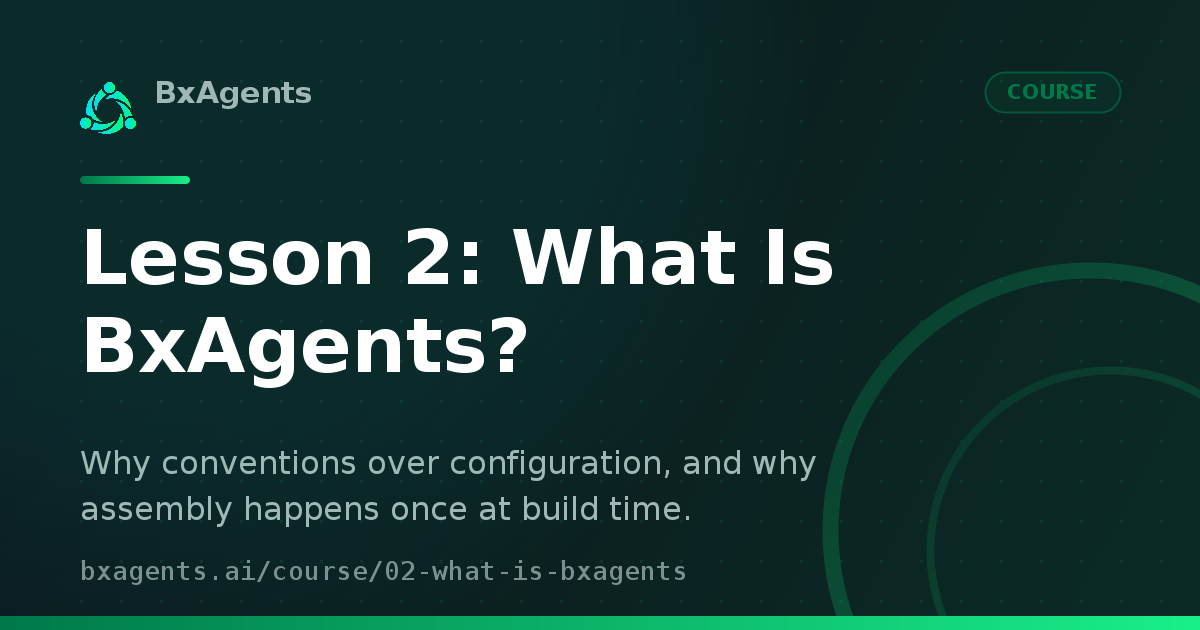 BxAgents
COURSE
Lesson 2: What Is
BxAgents?
Why conventions over configuration, and why
assembly happens once at build time.
bxagents.ai/course/02-what-is-bxagents